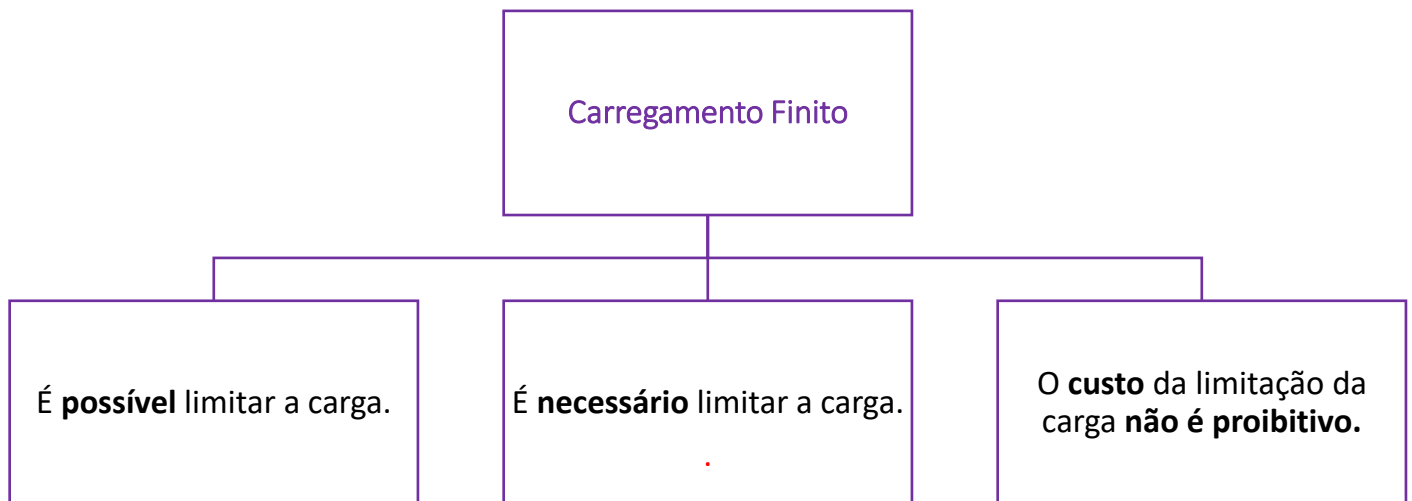 Carregamento Finito
É possível limitar a carga.
É necessário limitar a carga.
.
O custo da limitação da
carga não é proibitivo.